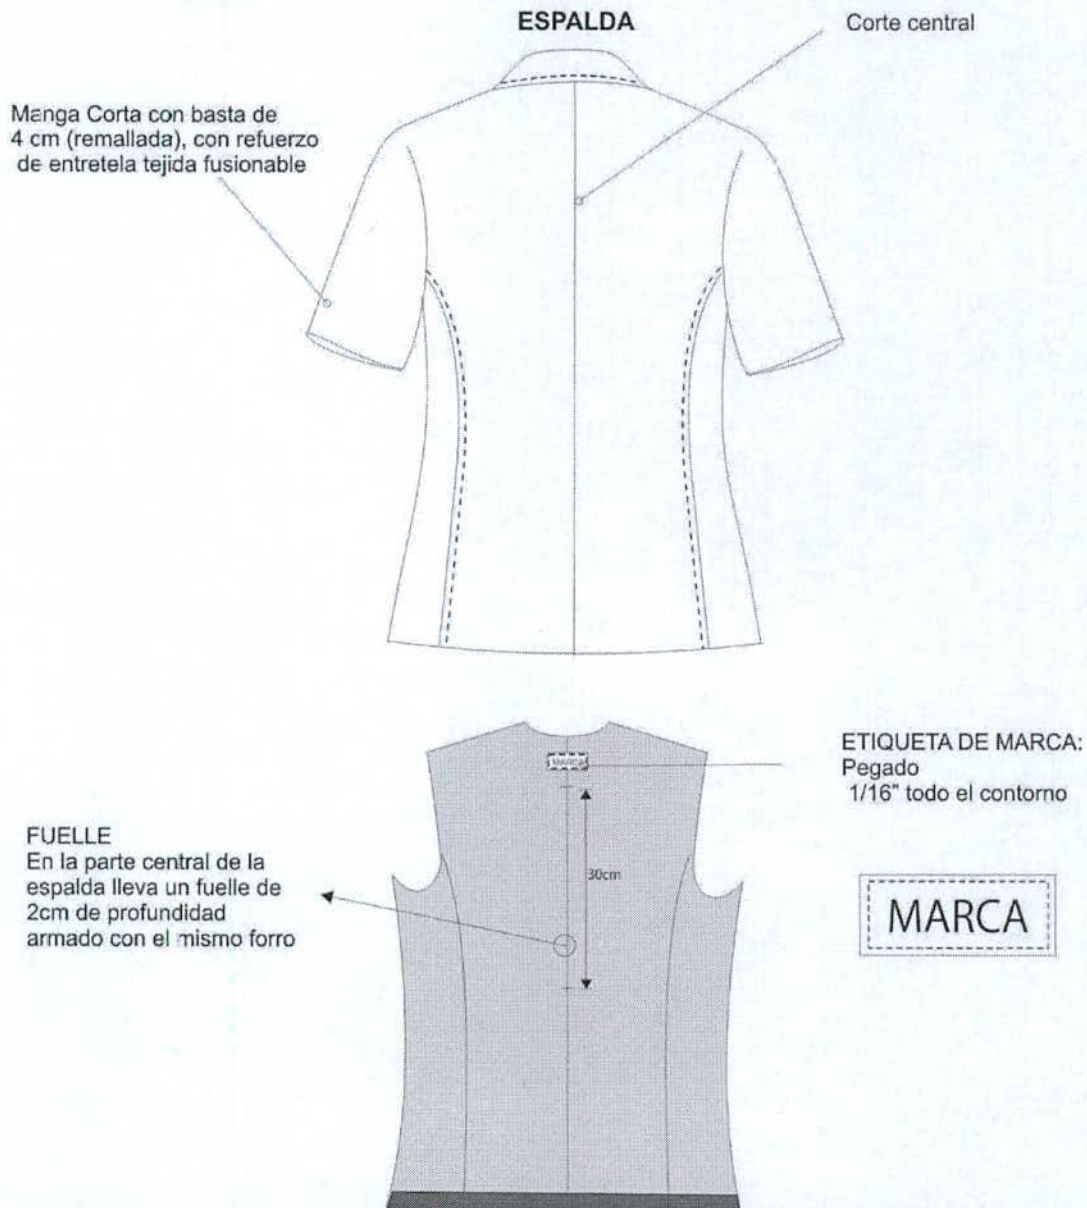 ESPALDA
Corte central
Manga Corta con basta de
4 cm (remallada), con refuerzo
de entretela tejida fusionable
MARCA
ETIQUETA DE MARCA:
Pegado
1/16" todo el contorno
FUELLE
En la parte central de la
espalda lleva un fuelle de
2cm de profundidad
armado con el mismo forro
30cm
MARCA